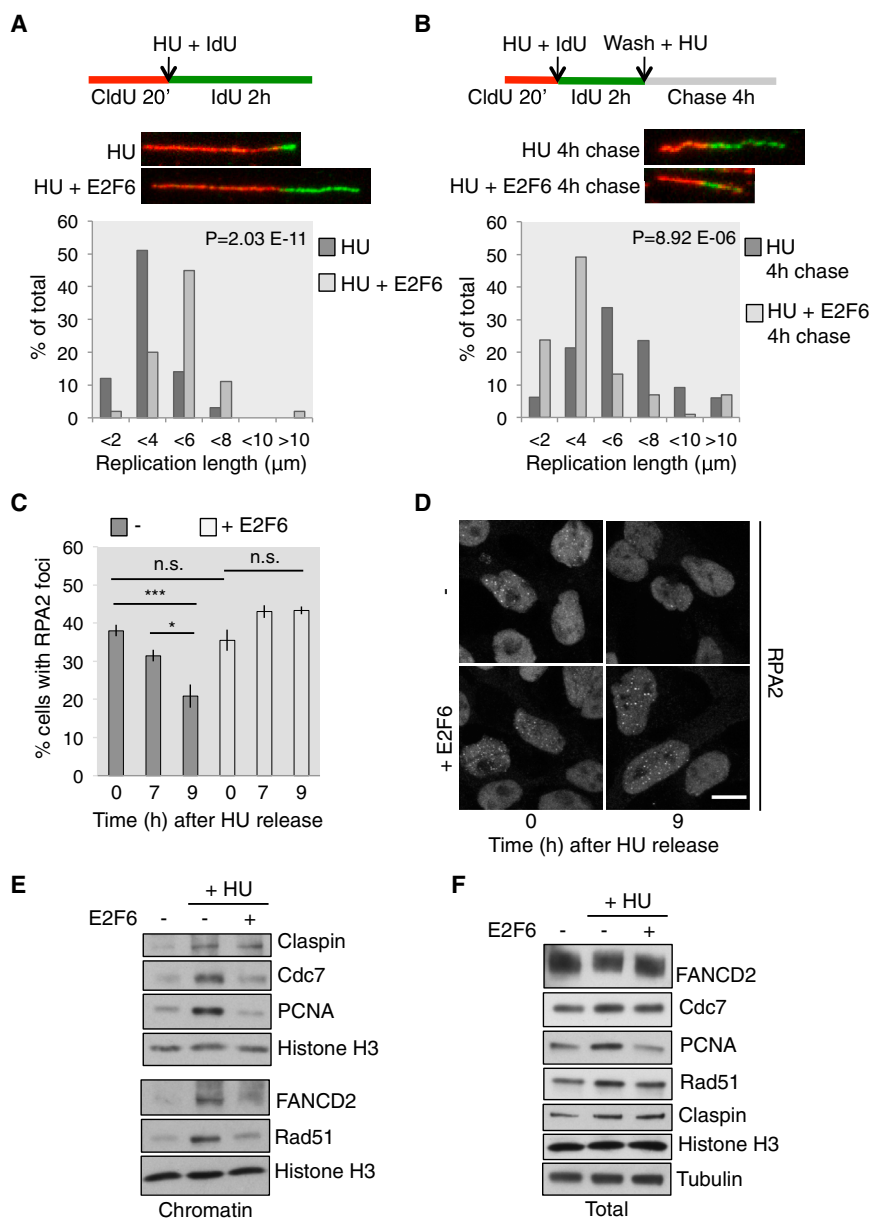 A
HU + IdU
CldU 20’ IdU 2h
HU
HU + E2F6
60
50
40
30
20
10
0
% of total
P=2.03 E-11
HU
HU + E2F6
<2 <4 <6 <8 <10 >10
Replication length (µm)
B
HU + IdU Wash + HU
CldU 20’ IdU 2h Chase 4h
HU 4h chase
HU + E2F6 4h chase
60
50
40
30
20
10
0
% of total
P=8.92 E-06
HU
4h chase
HU + E2F6
4h chase
<2 <4 <6 <8 <10 >10
Replication length (µm)
C
- + E2F6
60
50
40
30
20
10
0
% cells with RPA2 foci
n.s. n.s.
***
*
0 7 9 0 7 9
Time (h) after HU release
D
-
+ E2F6
RPA2
0 9
Time (h) after HU release
E
+ HU
E2F6 - - +
Claspin
Cdc7
PCNA
Histone H3
FANCD2
Rad51
Histone H3
Chromatin
F
+ HU
E2F6 - - +
FANCD2
Cdc7
PCNA
Rad51
Claspin
Histone H3
Tubulin
Total